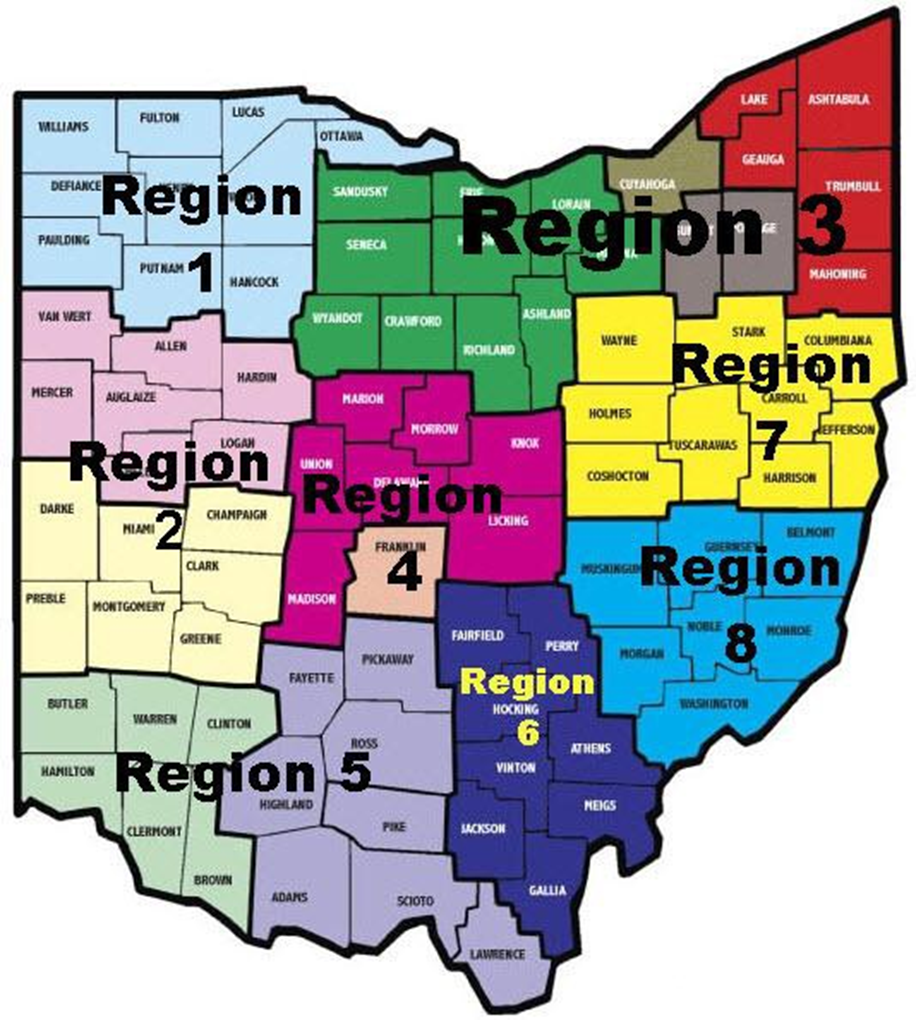 LAKE
ASHTABULA
WILLIAMS
FULTON
LUCAS
OTTAWA
GEAUGA
CUYAHOGA
DEFIANCE
Region
1
SANDUSKY
LORAIN
TRUMBULL
Region 3
PAULDING
SENECA
PUTNAM
HANCOCK
MAHONING
VAN WERT
WYANDOT
CRAWFORD
ASHLAND
RICHLAND
WAYNE
STARK
COLUMBIANA
ALLEN
HARDIN
MERCER
AUGLAIZE
LOGAN
MARION
MORROW
KNOX
Region
7
CARROLL
HOLMES
JEFFERSON
TUSCARAWAS
COSHOCTON
HARRISON
Region
2
UNION
DELAWARE
Region
4
LICKING
DARKE
MIAMI
CHAMPAIGN
CLARK
FRANKLIN
MADISON
PREBLE
MONTGOMERY
GREENE
BELMONT
GUERNSEY
MUSKINGUM
Region
8
NOBLE
MONROE
MORGAN
WASHINGTON
FAIRFIELD
PERRY
Region
6
HOCKING
ATHENS
VINTON
MEIGS
JACKSON
GALLIA
FAYETTE
PICKAWAY
ROSS
BUTLER
WARREN
CLINTON
HAMILTON
Region 5
HIGHLAND
CLERMONT
PIKE
BROWN
ADAMS
SCIOTO
LAWRENCE